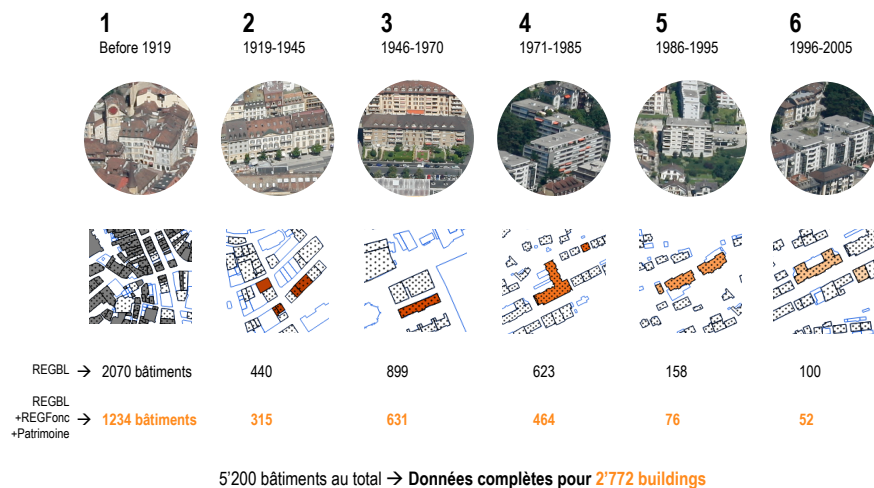 1 2 3 4 5 6
Before 1919 1919-1945 1946-1970 1971-1985 1986-1995 1996-2005
REGBL → 2070 bâtiments 440 899 623 158 100
REGBL
+REGFonc → 1234 bâtiments 315 631 464 76 52
+Patrimoine
5'200 bâtiments au total → Données complètes pour 2'772 buildings